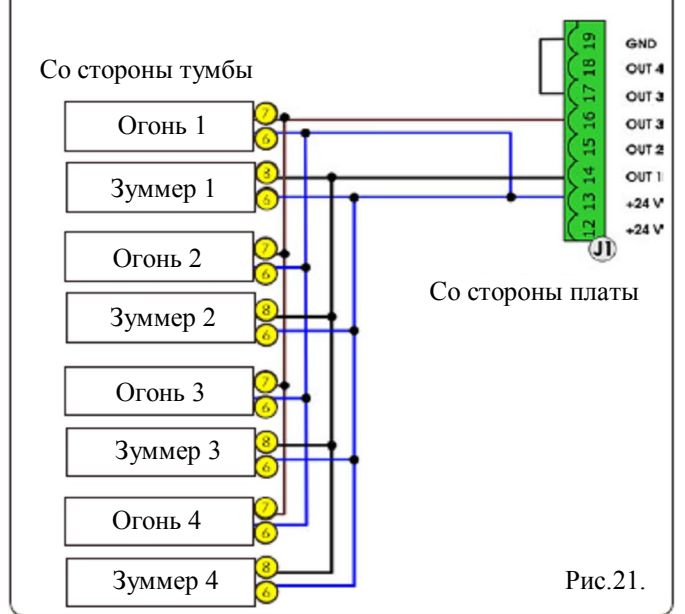 Со стороны тумбы
Огонь 1
7
6
Зуммер 1
8
6
Огонь 2
7
6
Зуммер 2
8
6
Огонь 3
7
6
Зуммер 3
8
6
Огонь 4
7
6
Зуммер 4
8
6
19 GND
18 OUT 4
17 OUT 3
16 OUT 3
15 OUT 2
14 OUT 1
13 +24 V
12 +24 V
J1
Со стороны платы
Рис.21.